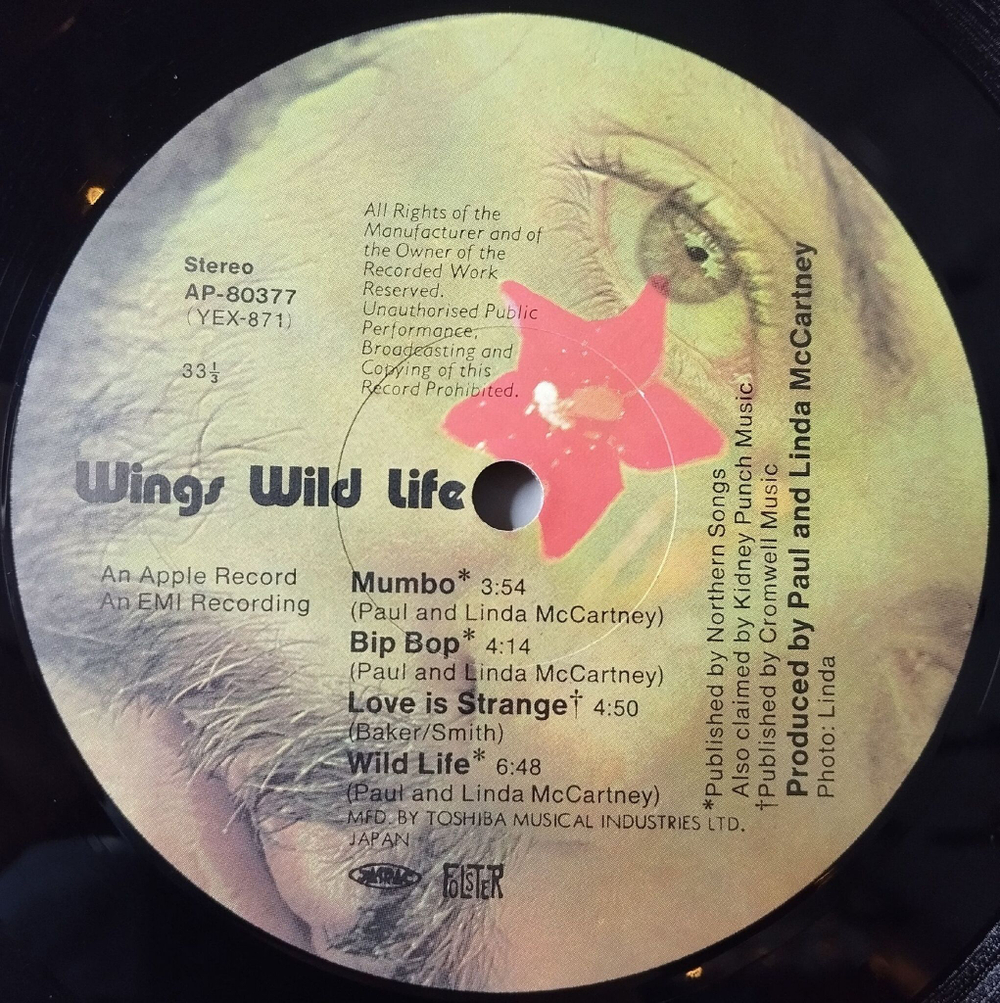 All Rights of the
Manufacturer and of
the Owner of the
Recorded Work
Reserved.
Unauthorised Public
Performance,
Broadcasting and
Copying of this
Record Prohibited.
Stereo
AP-80377
(YEX-871)
33⅓
Wings Wild Life
An Apple Record
An EMI Recording
Mumbo* 3:54
(Paul and Linda McCartney)
Bip Bop* 4:14
(Paul and Linda McCartney)
Love is Strange† 4:50
(Baker/Smith)
Wild Life* 6:48
(Paul and Linda McCartney)
MFD. BY TOSHIBA MUSICAL INDUSTRIES LTD.
JAPAN
*Published by Northern Songs
Also claimed by Kidney Punch Music
†Published by Cromwell Music
Produced by Paul and Linda McCartney
Photo: Linda